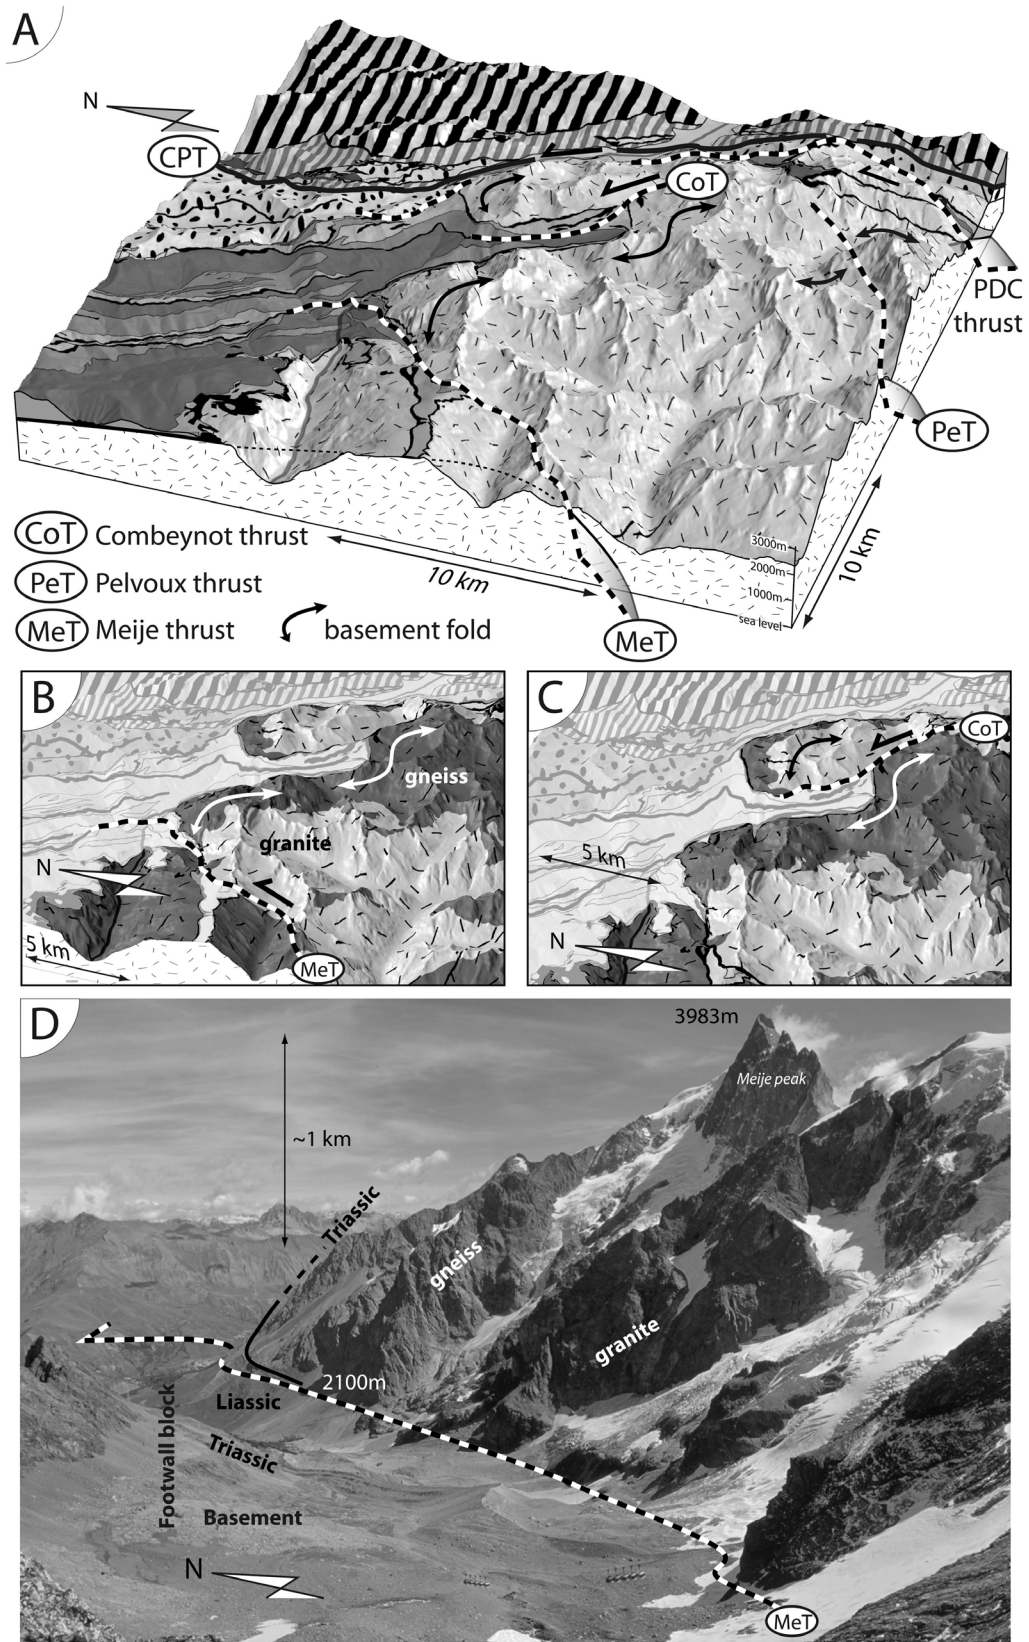 A
N
CPT
CoT
PDC
thrust
PeT
CoT Combeynot thrust
PeT Pelvoux thrust
MeT Meije thrust
basement fold
10 km
10 km
3000m
2000m
1000m
sea level
MeT
B
gneiss
granite
N
5 km
MeT
C
CoT
5 km
N
D
3983m
Meije peak
~1 km
Triassic
gneiss
granite
2100m
Liassic
Footwall block
Triassic
Basement
N
MeT